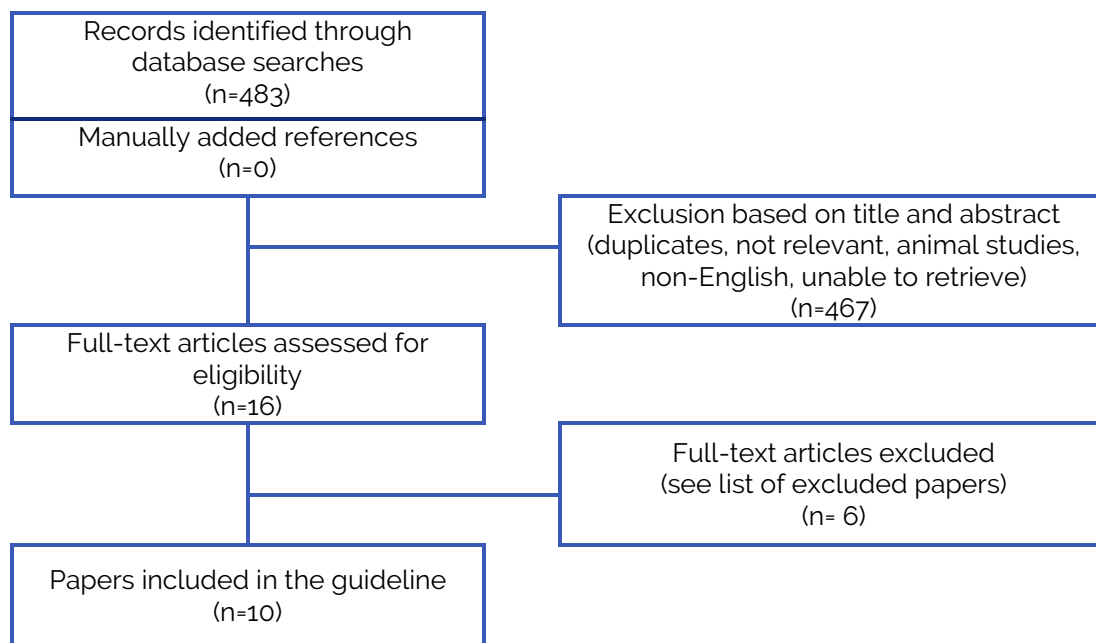 Records identified through
database searches
(n=483)
Manually added references
(n=0)
Exclusion based on title and abstract
(duplicates, not relevant, animal studies,
non-English, unable to retrieve)
(n=467)
Full-text articles assessed for
eligibility
(n=16)
Full-text articles excluded
(see list of excluded papers)
(n= 6)
Papers included in the guideline
(n=10)